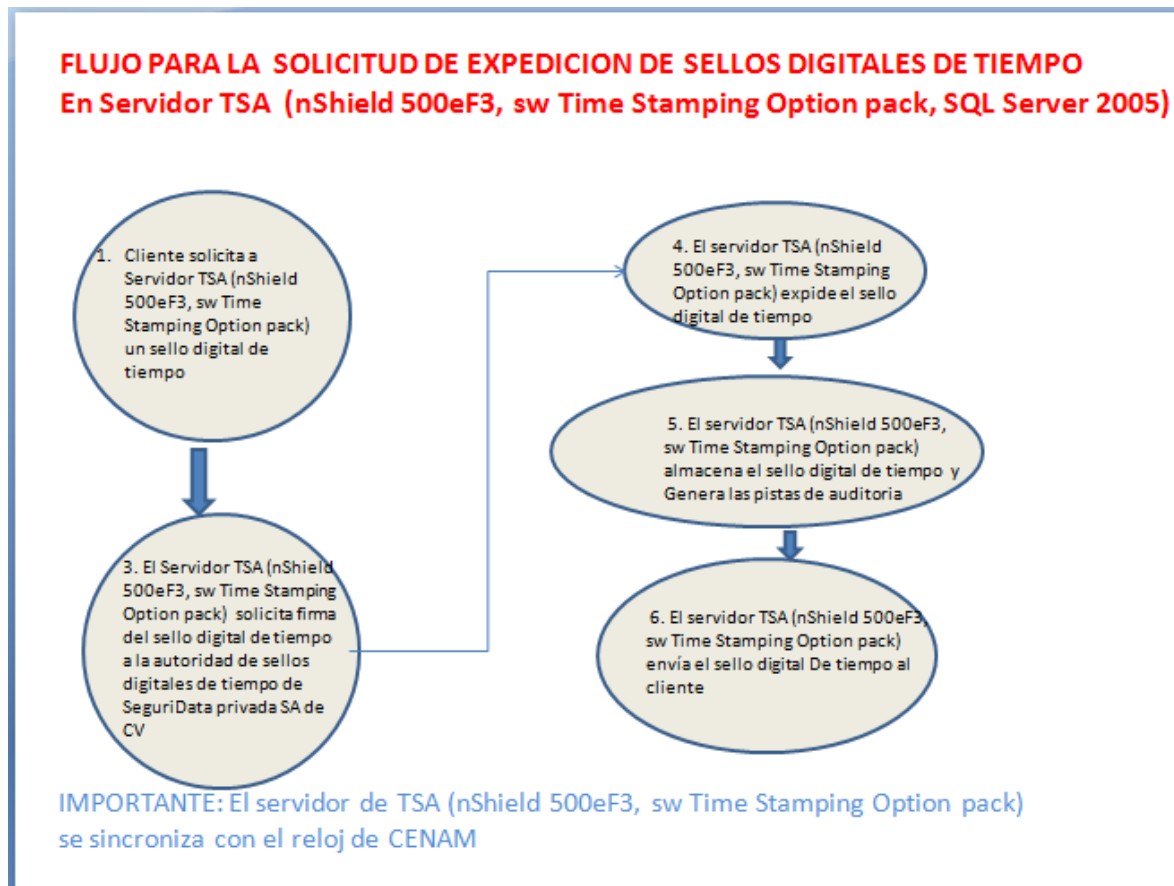 FLUJO PARA LA SOLICITUD DE EXPEDICION DE SELLOS DIGITALES DE TIEMPO
En Servidor TSA (nShield 500eF3, sw Time Stamping Option pack, SQL Server 2005)
1. Cliente solicita a
Servidor TSA (nShield
500eF3, sw Time
Stamping Option pack)
un sello digital de
tiempo
3. El Servidor TSA (nShield
500eF3, sw Time Stamping
Option pack) solicita firma
del sello digital de tiempo
a la autoridad de sellos
digitales de tiempo de
SeguriData privada SA de
CV
4. El servidor TSA (nShield
500eF3, sw Time Stamping
Option pack) expide el sello
digital de tiempo
5. El servidor TSA (nShield 500eF3,
sw Time Stamping Option pack)
almacena el sello digital de tiempo y
Genera las pistas de auditoria
6. El servidor TSA (nShield 500eF3,
sw Time Stamping Option pack)
envía el sello digital De tiempo al
cliente
IMPORTANTE: El servidor de TSA (nShield 500eF3, sw Time Stamping Option pack)
se sincroniza con el reloj de CENAM